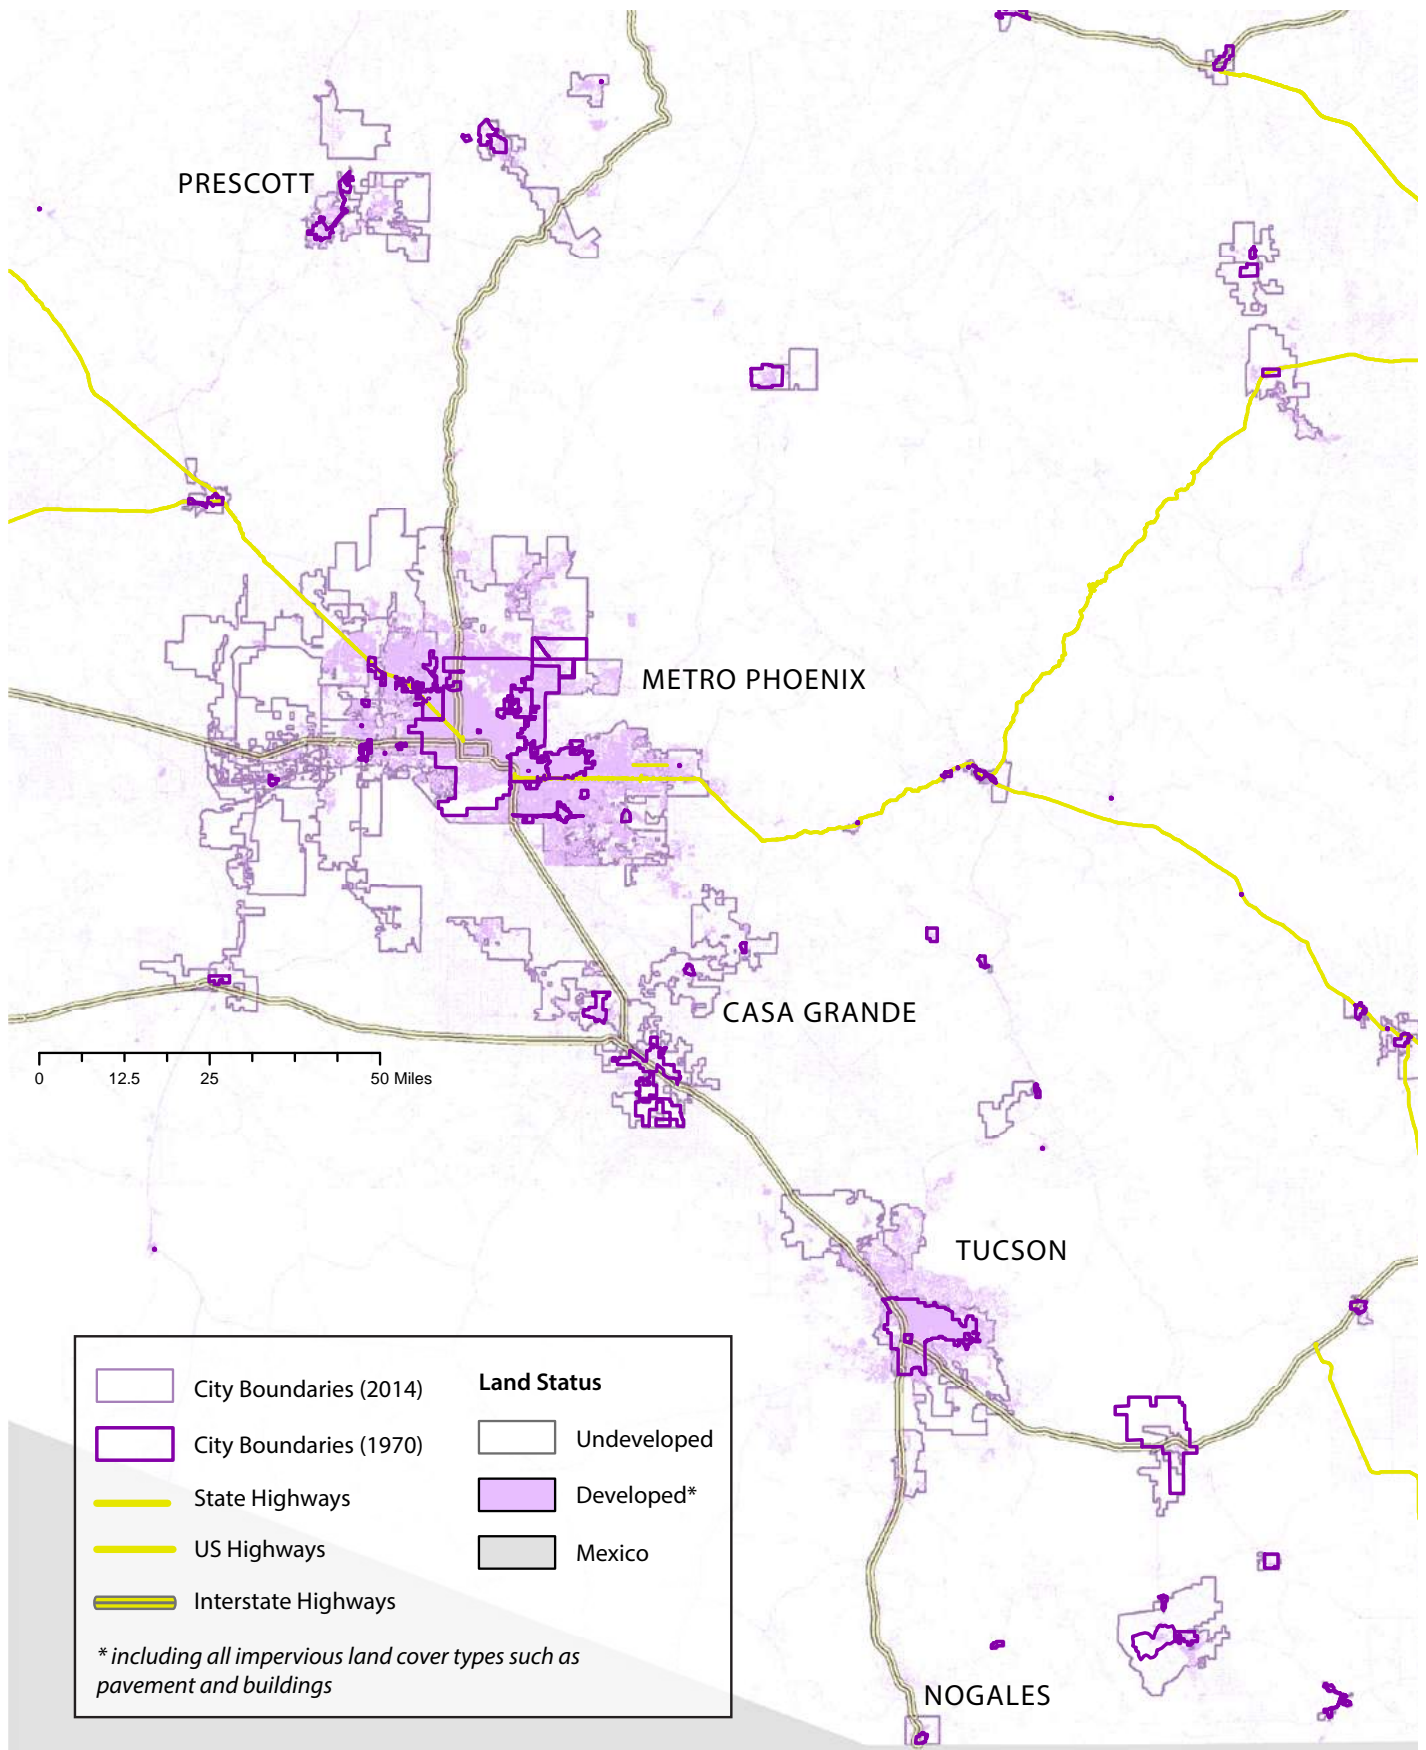 PRESCOTT
METRO PHOENIX
CASA GRANDE
0 12.5 25 50 Miles
TUCSON
City Boundaries (2014)
City Boundaries (1970)
State Highways
US Highways
Interstate Highways
Land Status
Undeveloped
Developed*
Mexico
* including all impervious land cover types such as
pavement and buildings
NOGALES